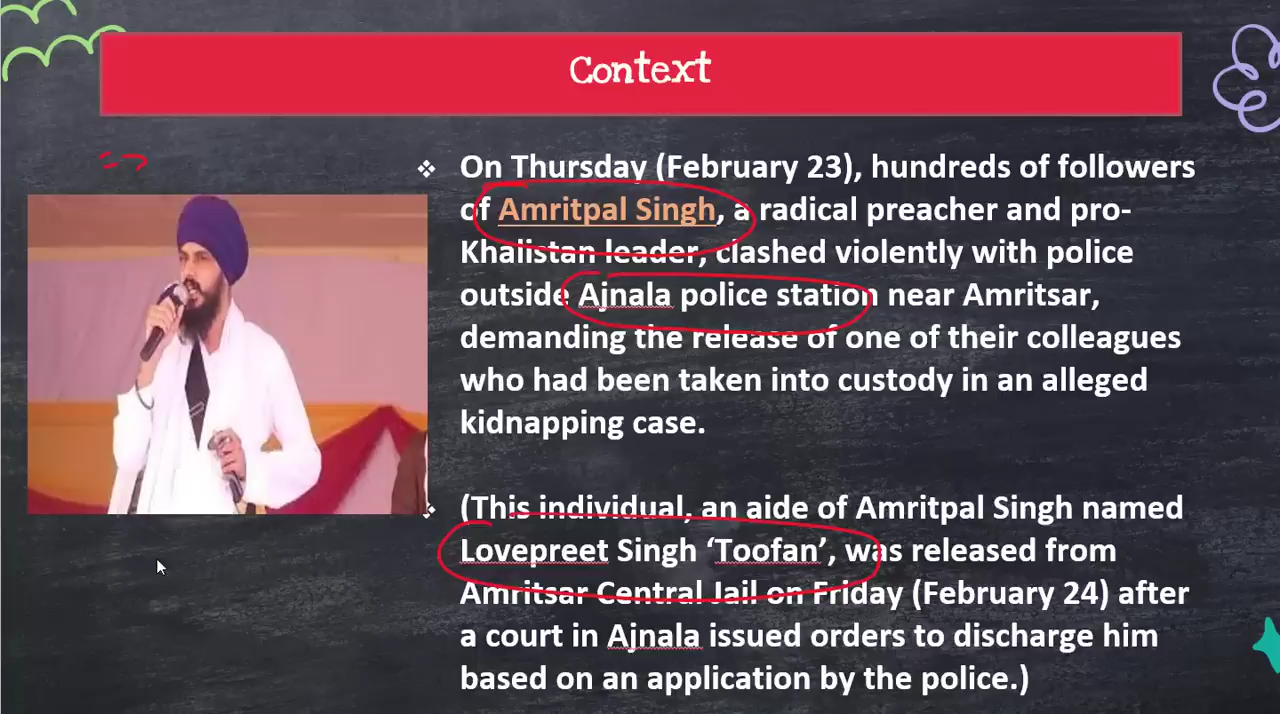 Context
On Thursday (February 23), hundreds of followers
of Amritpal Singh, a radical preacher and pro-
Khalistan leader, clashed violently with police
outside Ajnala police station near Amritsar,
demanding the release of one of their colleagues
who had been taken into custody in an alleged
kidnapping case.
(This individual, an aide of Amritpal Singh named
Lovepreet Singh ‘Toofan’, was released from
Amritsar Central Jail on Friday (February 24) after
a court in Ajnala issued orders to discharge him
based on an application by the police.)